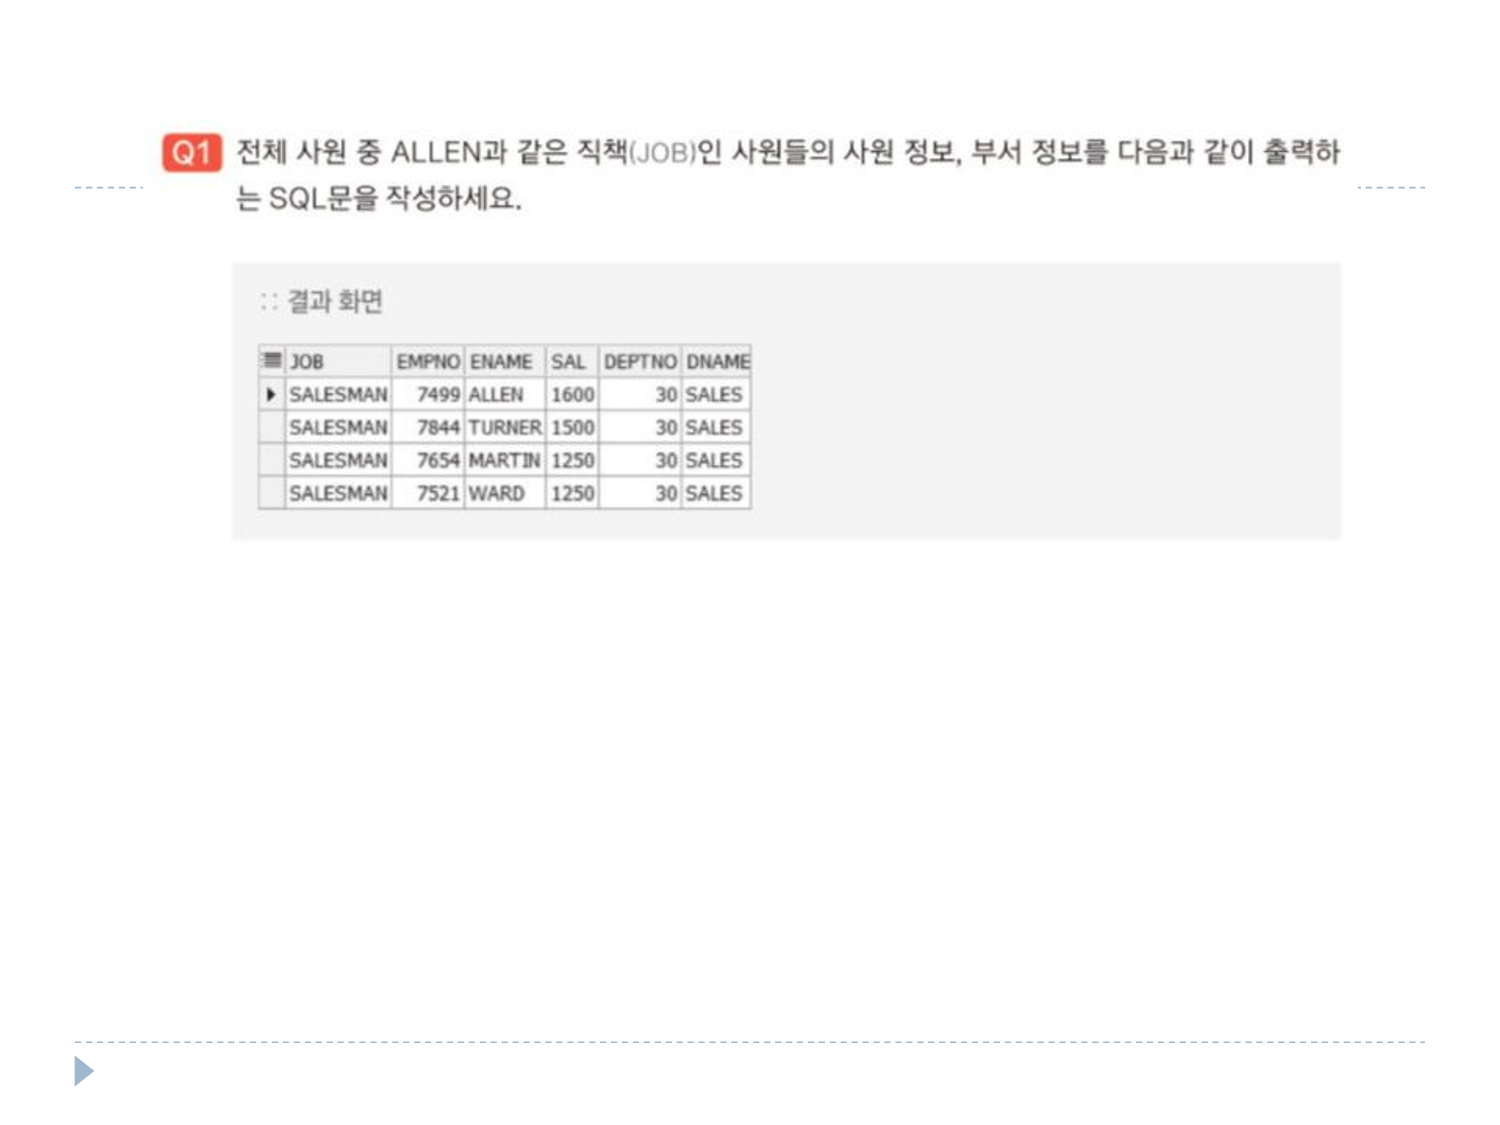 Q1 전체 사원 중 ALLEN과 같은 직책(JOB)인 사원들의 사원 정보, 부서 정보를 다음과 같이 출력하
는 SQL문을 작성하세요.
:: 결과 화면
JOB EMPNO ENAME SAL DEPTNO DNAME
SALESMAN 7499 ALLEN 1600 30 SALES
SALESMAN 7844 TURNER 1500 30 SALES
SALESMAN 7654 MARTIN 1250 30 SALES
SALESMAN 7521 WARD 1250 30 SALES